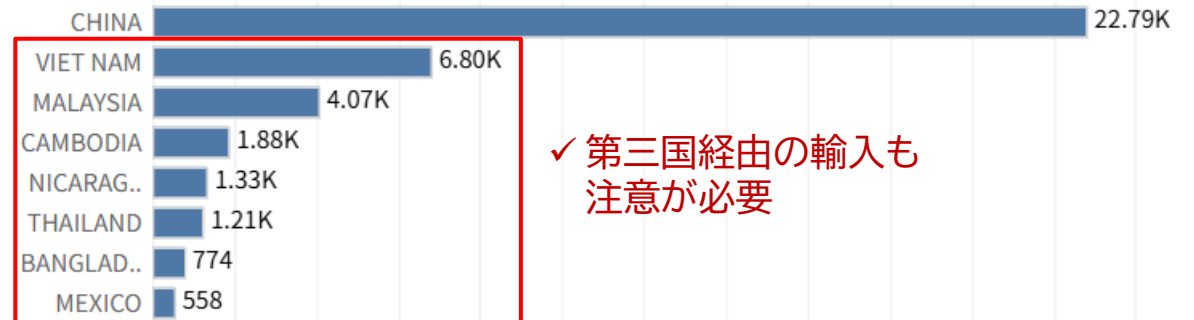 CHINA 22.79K
VIET NAM 6.80K
MALAYSIA 4.07K
CAMBODIA 1.88K
NICARAG.. 1.33K
THAILAND 1.21K
BANGLAD.. 774
MEXICO 558
✓ 第三国経由の輸入も
注意が必要